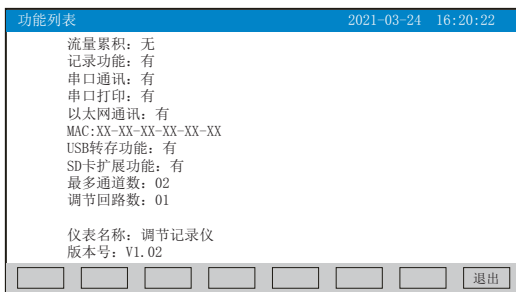 功能列表 2021-03-24 16:20:22
流量累积：无
记录功能：有
串口通讯：有
串口打印：有
以太网通讯：有
MAC:XX-XX-XX-XX-XX-XX
USB转存功能：有
SD卡扩展功能：有
最多通道数：02
调节回路数：01
仪表名称：调节记录仪
版本号：V1.02
退出